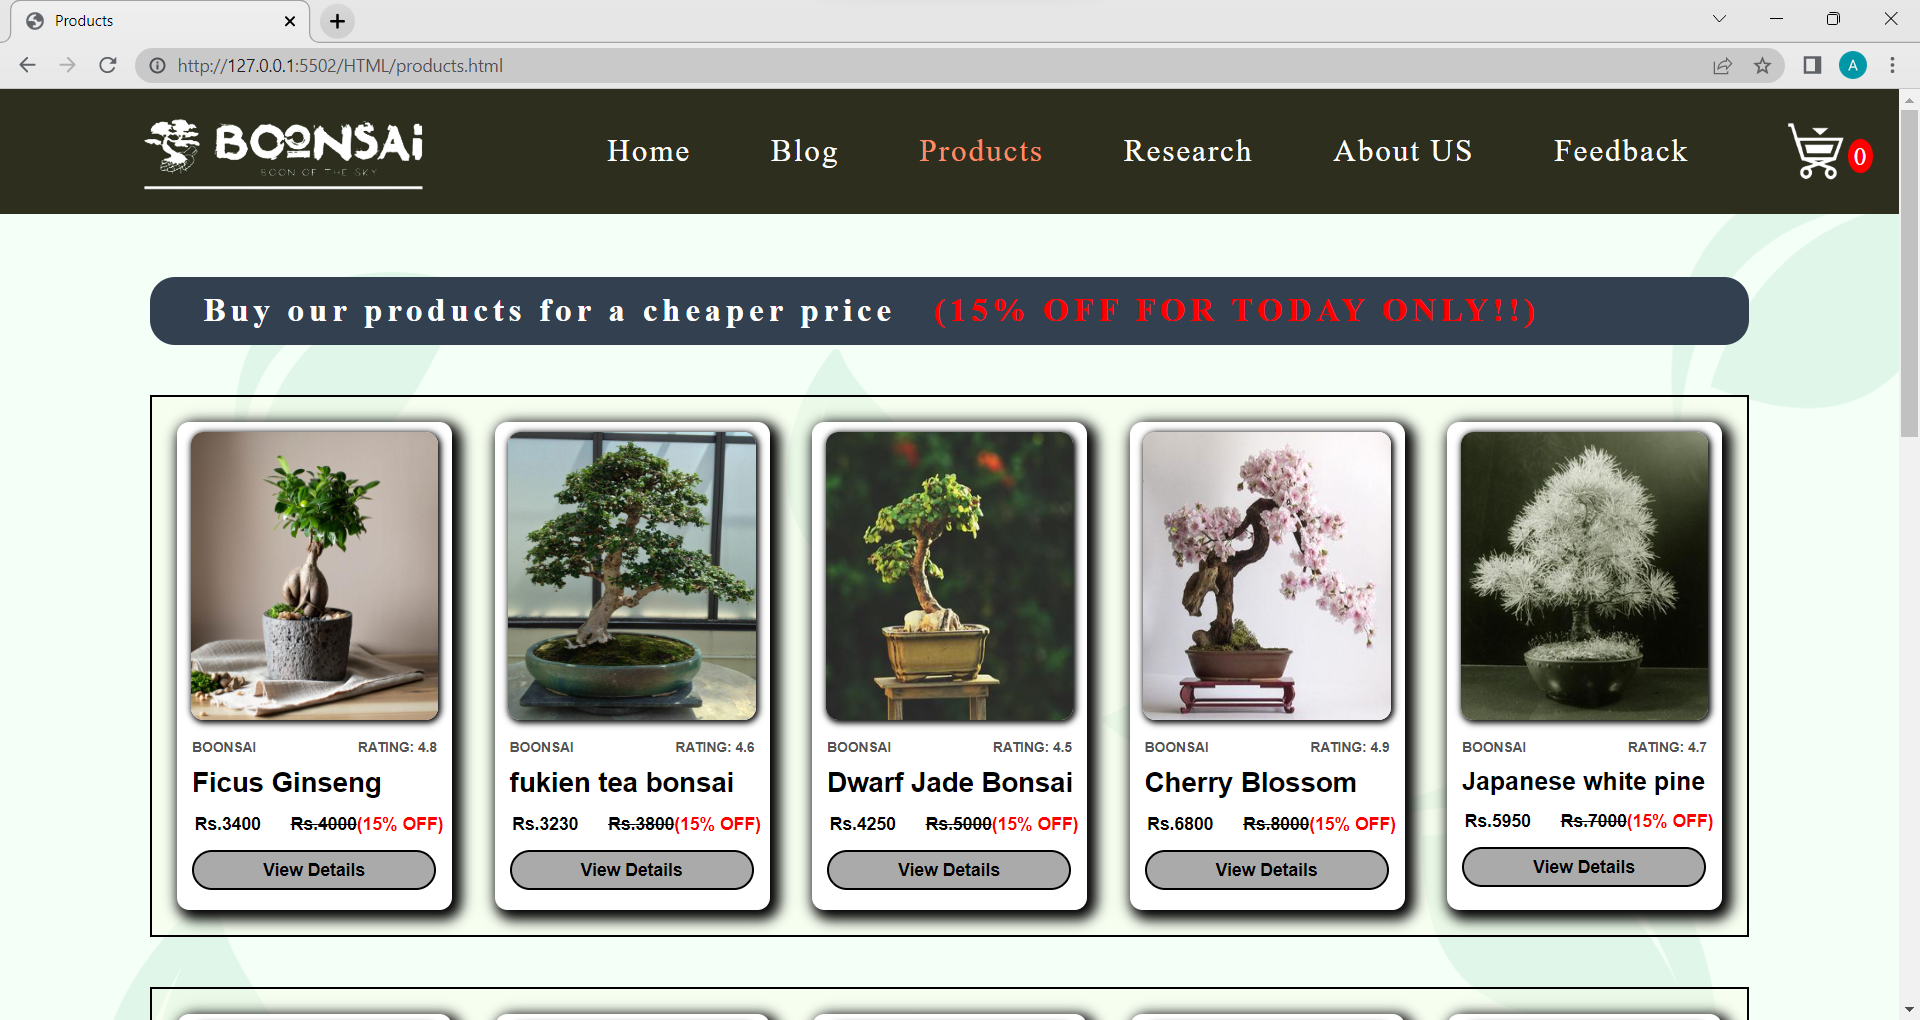 Products
http://127.0.0.1:5502/HTML/products.html
A
BOONSAi
BOON OF THE SKY
Home
Blog
Products
Research
About US
Feedback
0
Buy our products for a cheaper price (15% OFF FOR TODAY ONLY!!)
BOONSAI RATING: 4.8
Ficus Ginseng
Rs.3400 Rs.4000(15% OFF)
View Details
BOONSAI RATING: 4.6
fukien tea bonsai
Rs.3230 Rs.3800(15% OFF)
View Details
BOONSAI RATING: 4.5
Dwarf Jade Bonsai
Rs.4250 Rs.5000(15% OFF)
View Details
BOONSAI RATING: 4.9
Cherry Blossom
Rs.6800 Rs.8000(15% OFF)
View Details
BOONSAI RATING: 4.7
Japanese white pine
Rs.5950 Rs.7000(15% OFF)
View Details